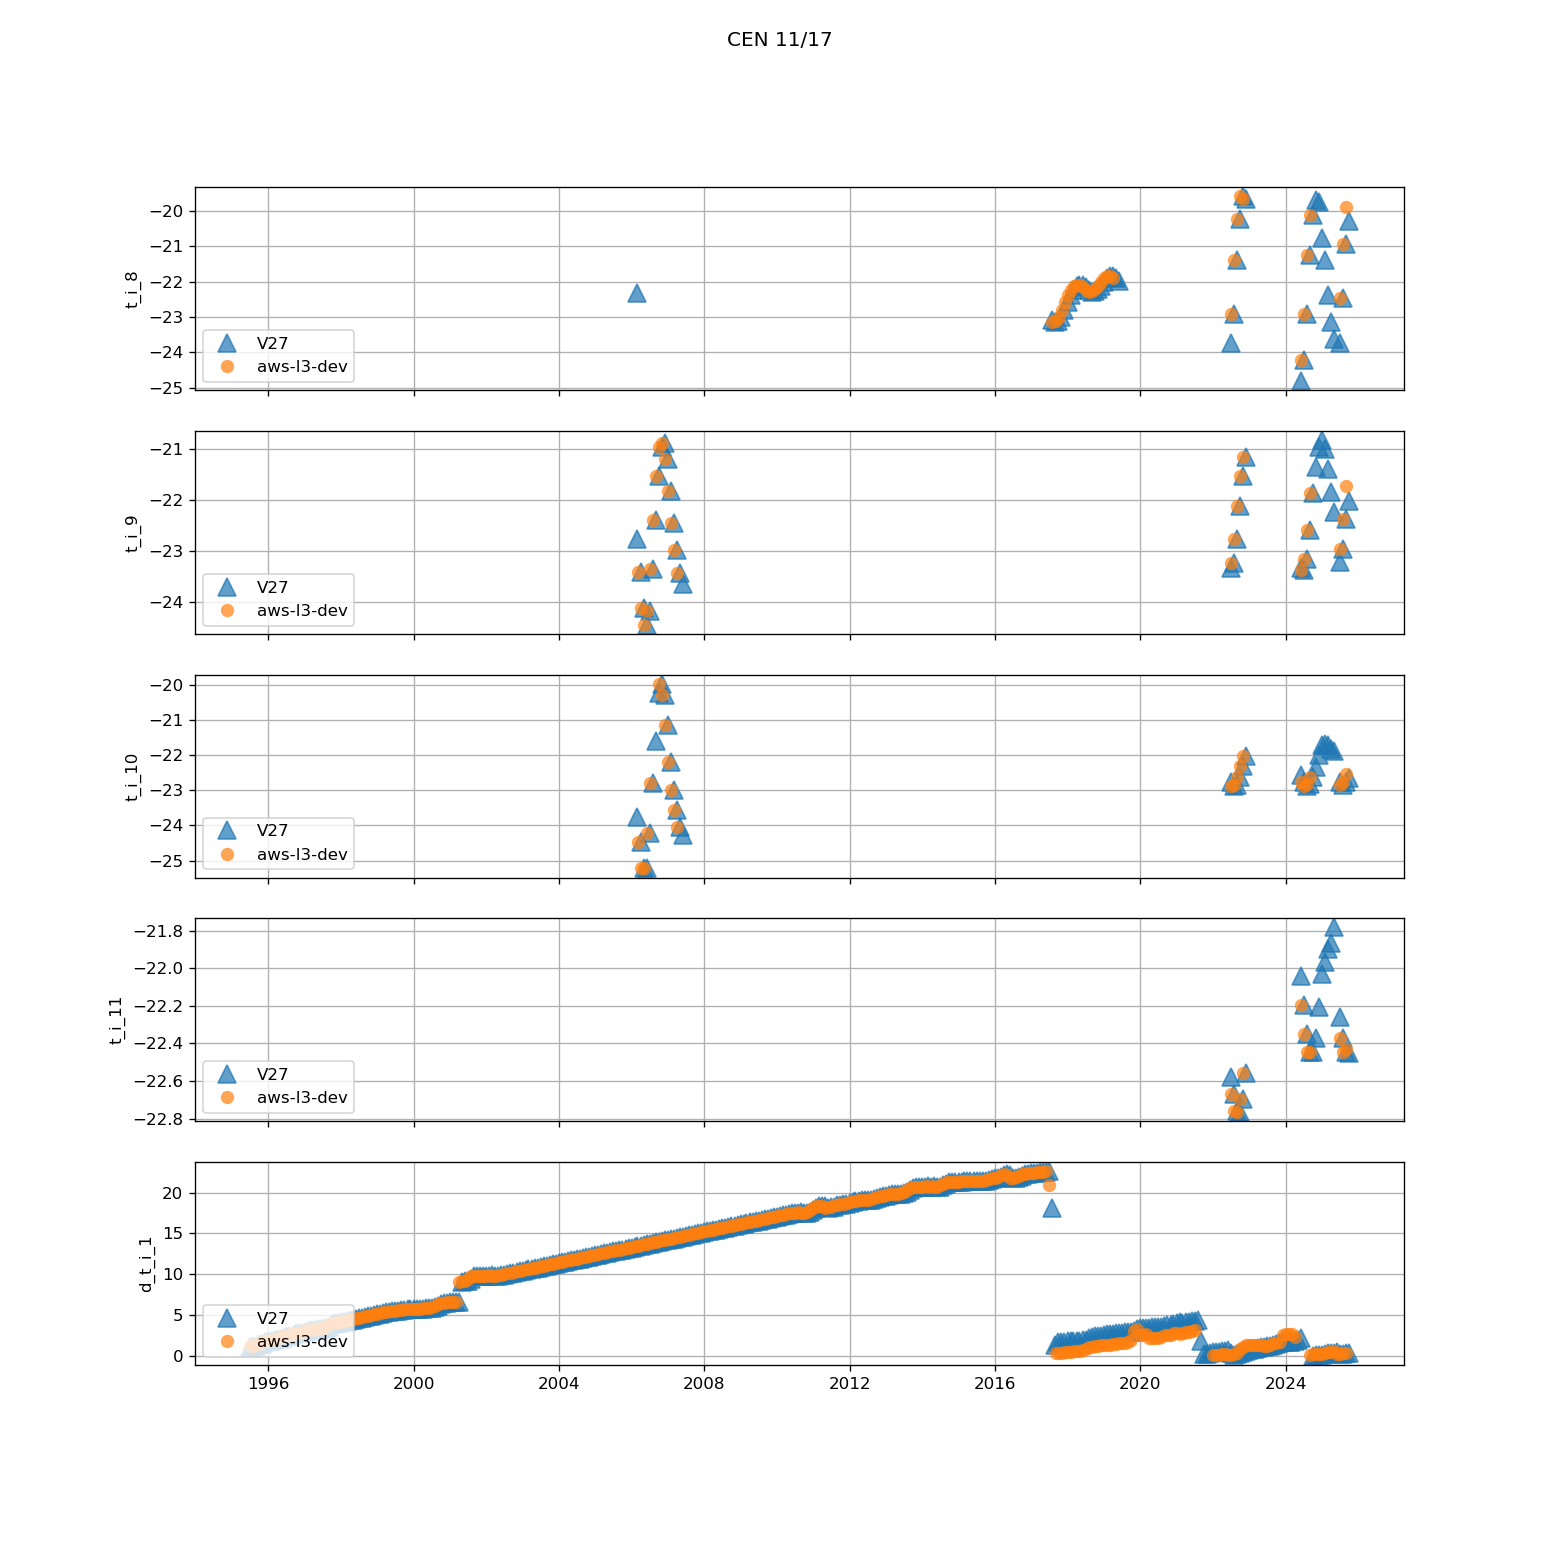 CEN 11/17
t_i_8
−20
−21
−22
−23
−24
−25
V27
aws-l3-dev
t_i_9
−21
−22
−23
−24
V27
aws-l3-dev
t_i_10
−20
−21
−22
−23
−24
−25
V27
aws-l3-dev
t_i_11
−21.8
−22.0
−22.2
−22.4
−22.6
−22.8
V27
aws-l3-dev
d_t_i_1
20
15
10
5
0
V27
aws-l3-dev
1996 2000 2004 2008 2012 2016 2020 2024